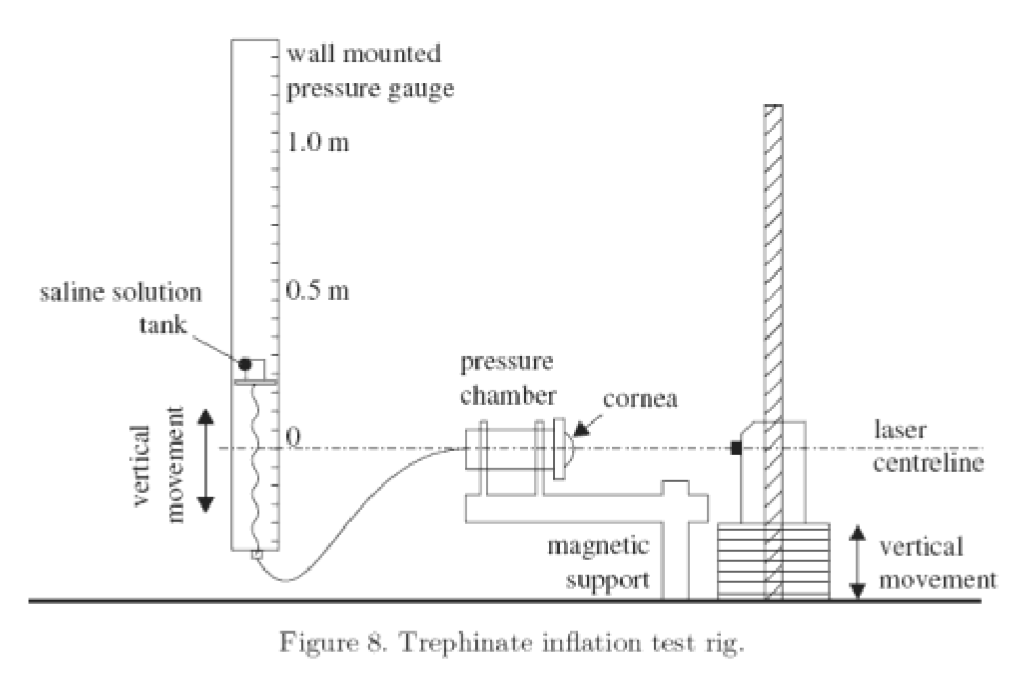 wall mounted
pressure gauge
1.0 m
0.5 m
saline solution
tank
pressure
chamber
cornea
0
laser
centreline
vertical
movement
magnetic
support
vertical
movement
Figure 8. Trephinate inflation test rig.